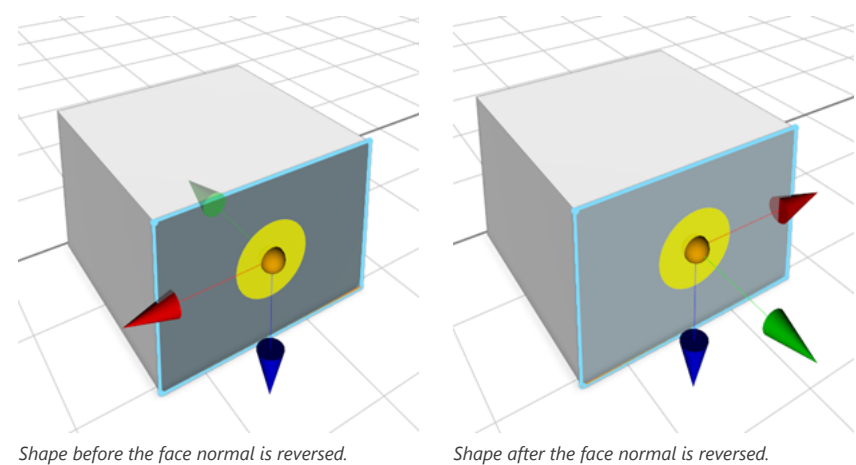 Shape before the face normal is reversed.
Shape after the face normal is reversed.